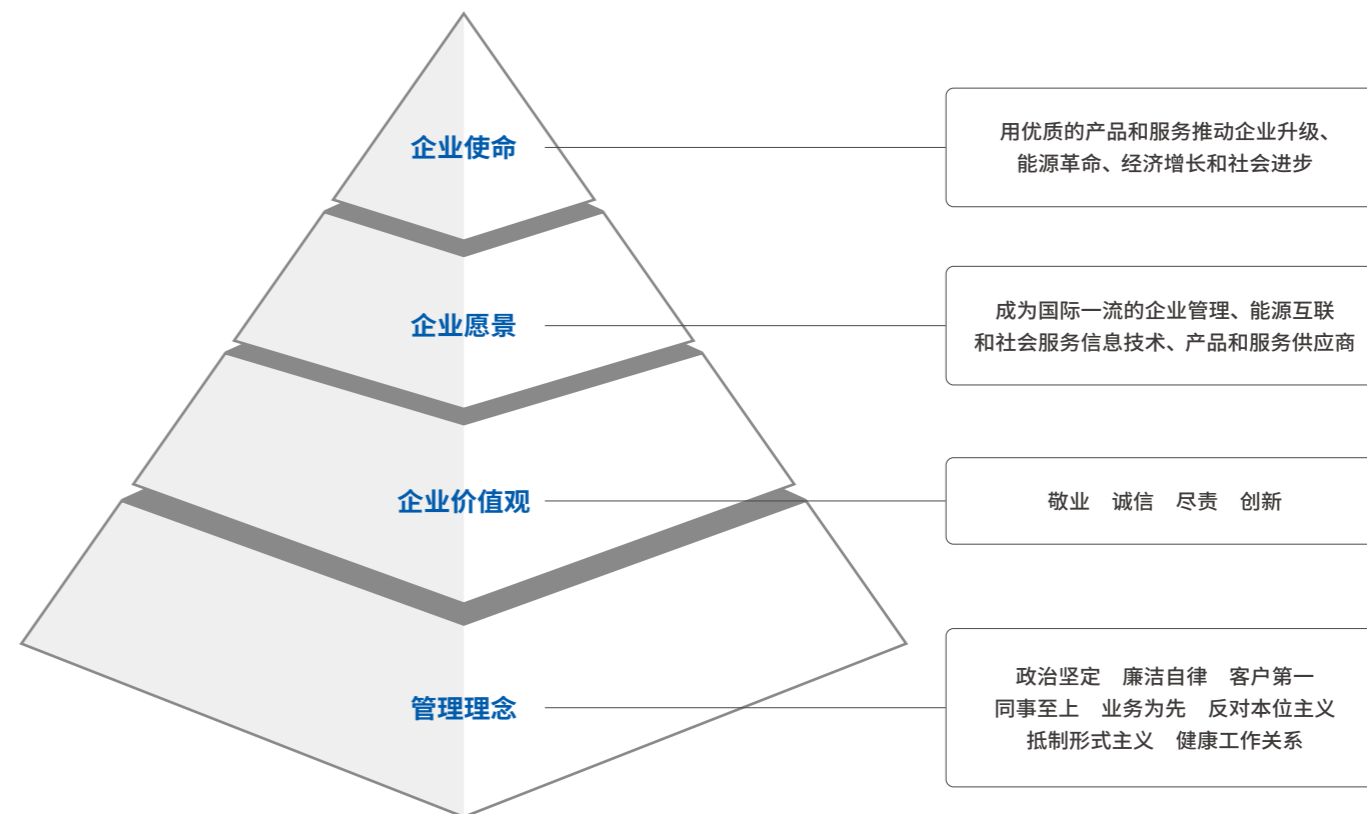 企业使命
用优质的产品和服务推动企业升级、
能源革命、经济增长和社会进步
企业愿景
成为国际一流的企业管理、能源互联
和社会服务信息技术、产品和服务供应商
企业价值观
敬业 诚信 尽责 创新
管理理念
政治坚定 廉洁自律 客户第一
同事至上 业务为先 反对本位主义
抵制形式主义 健康工作关系